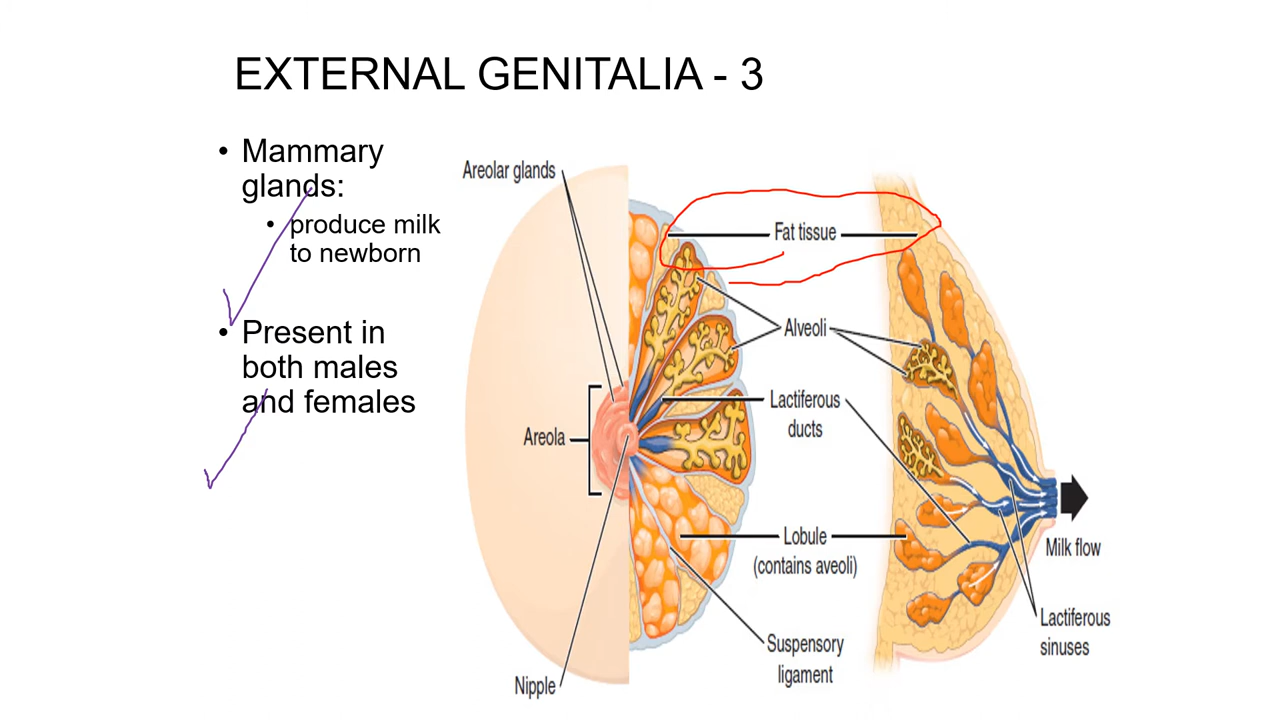 EXTERNAL GENITALIA - 3
• Mammary
glands:
• produce milk
to newborn
• Present in
both males
and females
Areolar glands
Fat tissue
Alveoli
Lactiferous
ducts
Areola
Lobule
(contains aveoli)
Milk flow
Lactiferous
sinuses
Suspensory
ligament
Nipple